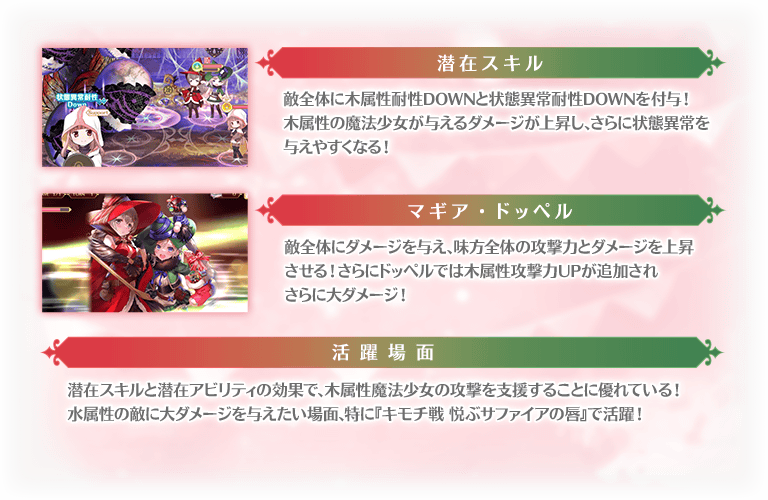 潜在スキル
状態異常耐性
Down
敵全体に木属性耐性DOWNと状態異常耐性DOWNを付与！
木属性の魔法少女が与えるダメージが上昇し、さらに状態異常を
与えやすくなる！
マギア・ドッペル
敵全体にダメージを与え、味方全体の攻撃力とダメージを上昇
させる！さらにドッペルでは木属性攻撃力UPが追加され
さらに大ダメージ！
活躍場面
潜在スキルと潜在アビリティの効果で、木属性魔法少女の攻撃を支援することに優れている！
水属性の敵に大ダメージを与えたい場面、特に『キモチ戦 悦ぶサファイアの唇』で活躍！